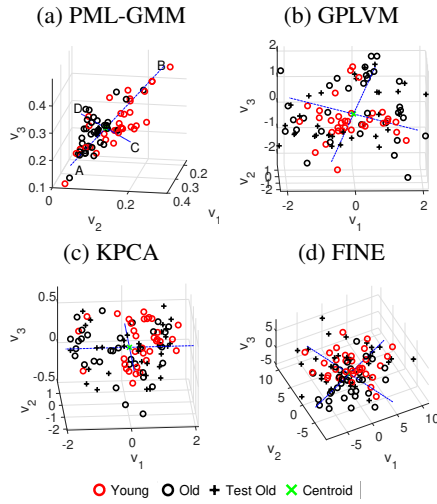 (a) PML-GMM
B
D
C
A
v3
0.4
0.3
0.2
0.1
0
0.2
0.4
v2
0.2
0.3
v1
(b) GPLVM
v3
2
1
0
-1
-2
-2
0
2
v1
(c) KPCA
v3
0.5
0
-0.5
v2
2
1
0
-1
-2
-2
0
2
v1
(d) FINE
v3
5
0
-5
v2
10
5
0
-5
-5
0
5
10
v1
Young
Old
Test Old
Centroid